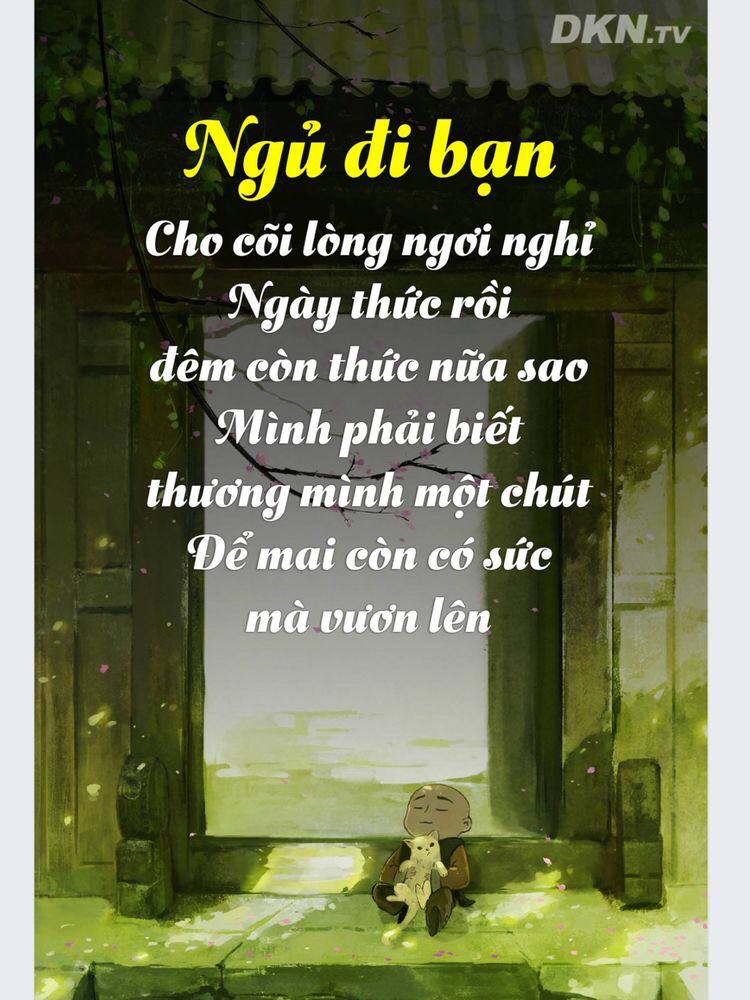 DKN.TV
Ngủ đi bạn
Cho cõi lòng ngơi nghỉ
Ngày thức rồi
đêm còn thức nữa sao
Mình phải biết
thương mình một chút
Để mai còn có sức
mà vươn lên